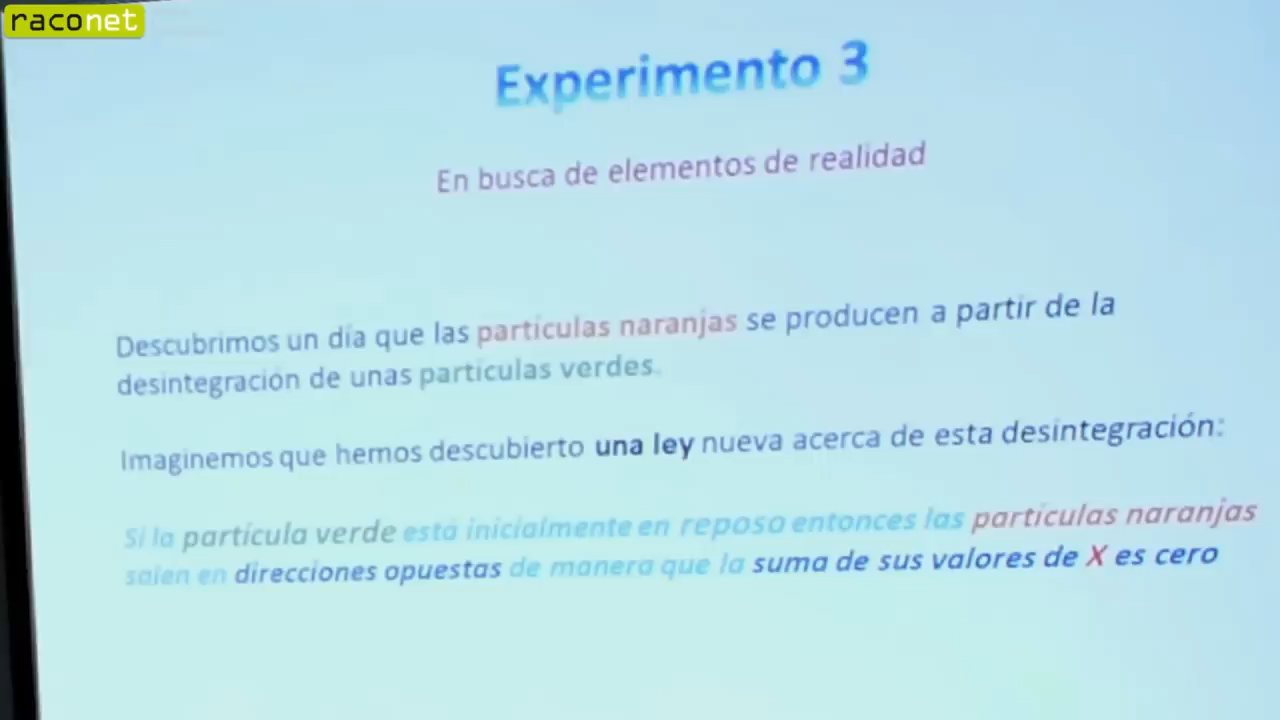 raconet
Experimento 3
En busca de elementos de realidad
Descubrimos un día que las partículas naranjas se producen a partir de la
desintegración de unas partículas verdes.
Imaginemos que hemos descubierto una ley nueva acerca de esta desintegración:
Si la partícula verde está inicialmente en reposo entonces las partículas naranjas
salen en direcciones opuestas de manera que la suma de sus valores de X es cero